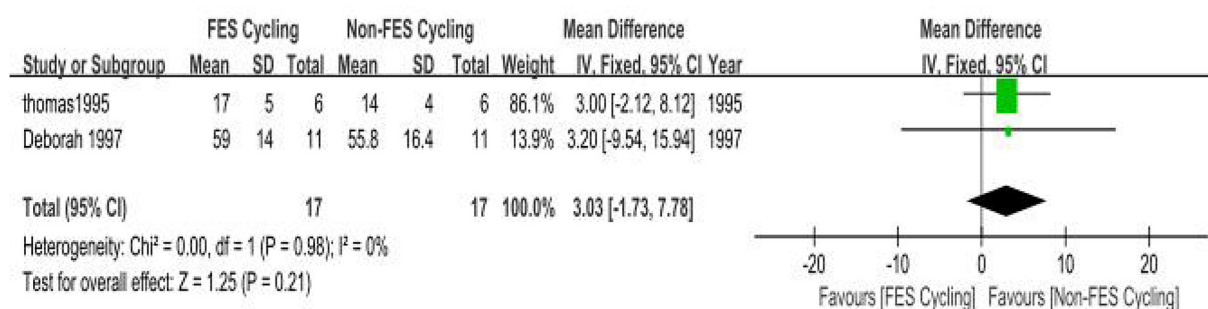 FES Cycling Non-FES Cycling Mean Difference Mean Difference
Study or Subgroup Mean SD Total Mean SD Total Weight IV, Fixed, 95% CI Year IV, Fixed, 95% CI
thomas1995 17 5 6 14 4 6 86.1% 3.00 [-2.12, 8.12] 1995
Deborah 1997 59 14 11 55.8 16.4 11 13.9% 3.20 [-9.54, 15.94] 1997
Total (95% CI) 17 17 100.0% 3.03 [-1.73, 7.78]
Heterogeneity: Chi² = 0.00, df = 1 (P = 0.98); I² = 0%
Test for overall effect: Z = 1.25 (P = 0.21)
-20 -10 0 10 20
Favours [FES Cycling] Favours [Non-FES Cycling]